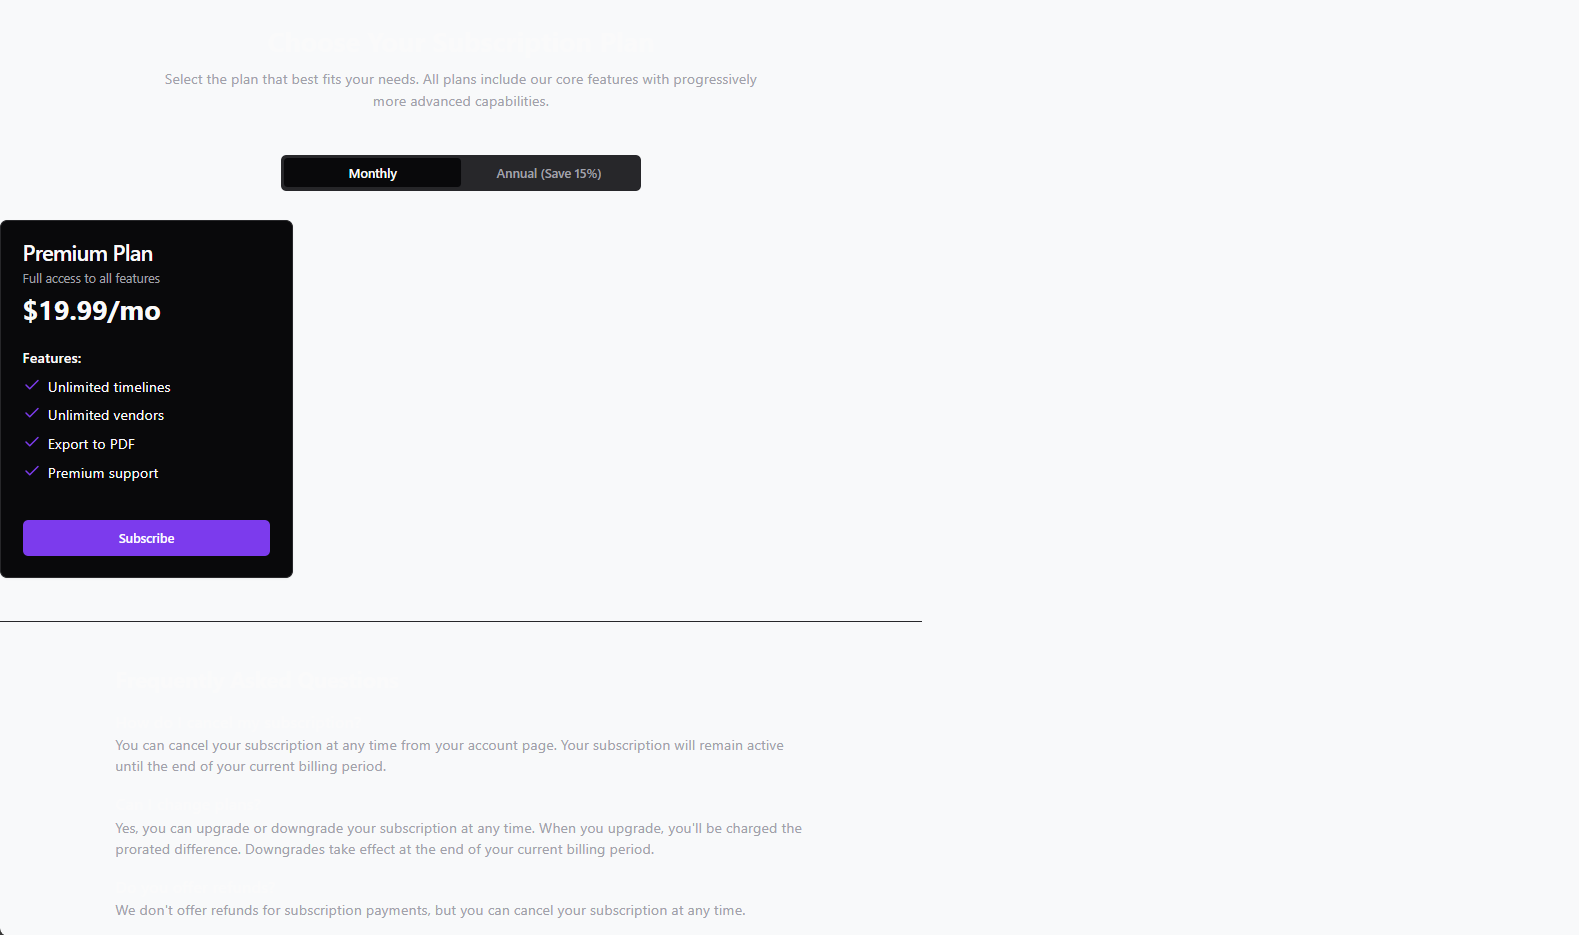 Select the plan that best fits your needs. All plans include our core features with progressively
more advanced capabilities.
Monthly
Annual (Save 15%)
Premium Plan
Full access to all features
$19.99/mo
Features:
Unlimited timelines
Unlimited vendors
Export to PDF
Premium support
Subscribe
You can cancel your subscription at any time from your account page. Your subscription will remain active
until the end of your current billing period.
Yes, you can upgrade or downgrade your subscription at any time. When you upgrade, you'll be charged the
prorated difference. Downgrades take effect at the end of your current billing period.
We don't offer refunds for subscription payments, but you can cancel your subscription at any time.